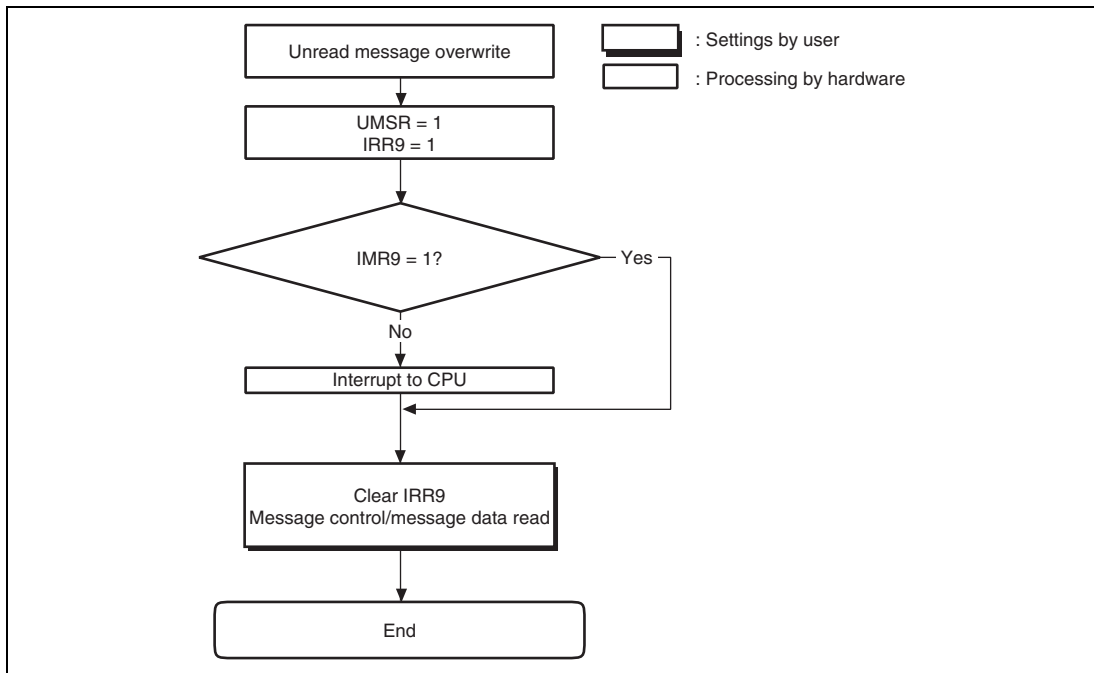 Unread message overwrite
: Settings by user
: Processing by hardware
UMSR = 1
IRR9 = 1
IMR9 = 1?
Yes
No
Interrupt to CPU
Clear IRR9
Message control/message data read
End